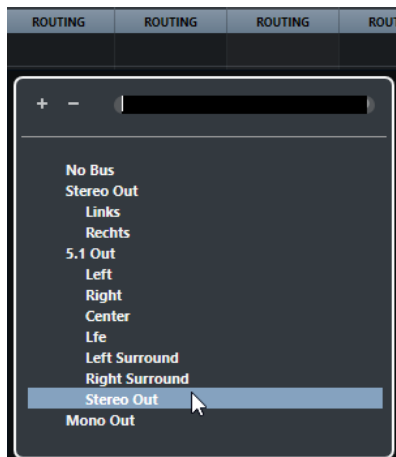 ROUTING ROUTING ROUTING ROU
+ −
No Bus
Stereo Out
Links
Rechts
5.1 Out
Left
Right
Center
Lfe
Left Surround
Right Surround
Stereo Out
Mono Out